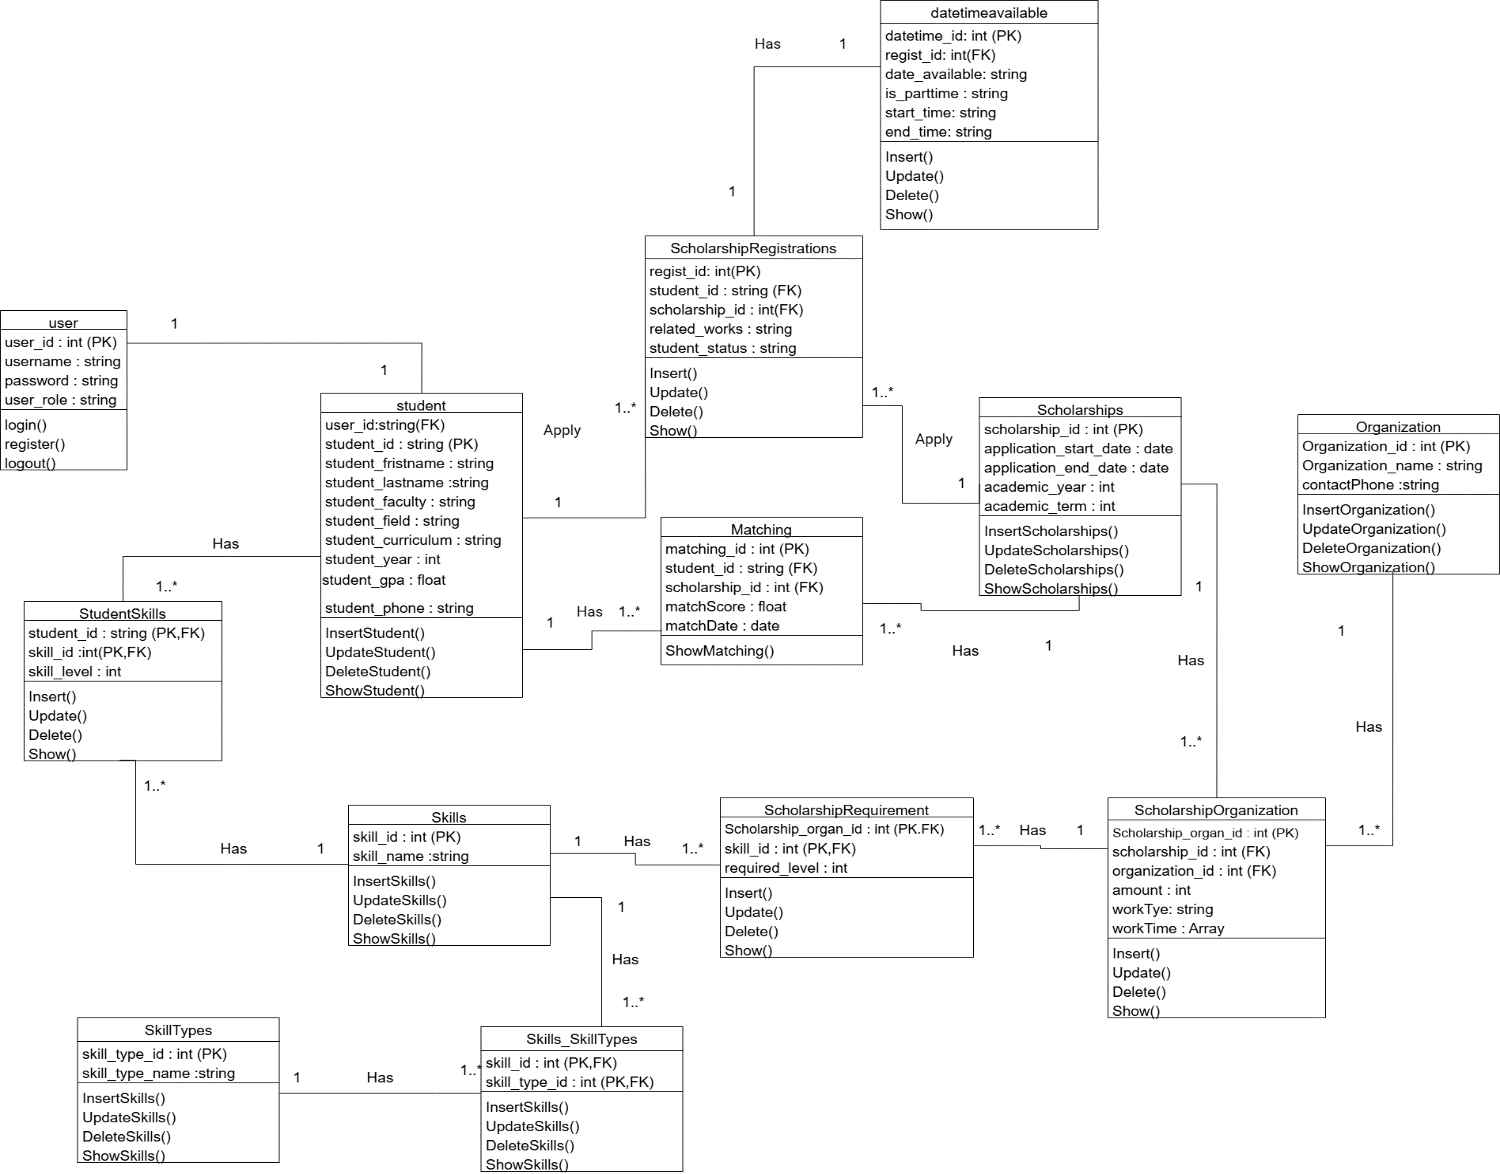 datetimeavailable
datetime_id: int (PK)
regist_id: int(FK)
date_available: string
is_parttime : string
start_time: string
end_time: string
Insert()
Update()
Delete()
Show()
Has
1
1
ScholarshipRegistrations
regist_id: int(PK)
student_id : string (FK)
scholarship_id : int(FK)
related_works : string
student_status : string
Insert()
Update()
Delete()
Show()
user
user_id : int (PK)
username : string
password : string
user_role : string
login()
register()
logout()
1
1
student
user_id:string(FK)
student_id : string (PK)
student_fristname : string
student_lastname :string
student_faculty : string
student_field : string
student_curriculum : string
student_year : int
student_gpa : float
student_phone : string
InsertStudent()
UpdateStudent()
DeleteStudent()
ShowStudent()
Apply
1..*
1
1..*
Apply
1
Scholarships
scholarship_id : int (PK)
application_start_date : date
application_end_date : date
academic_year : int
academic_term : int
InsertScholarships()
UpdateScholarships()
DeleteScholarships()
ShowScholarships()
Organization
Organization_id : int (PK)
Organization_name : string
contactPhone :string
InsertOrganization()
UpdateOrganization()
DeleteOrganization()
ShowOrganization()
Matching
matching_id : int (PK)
student_id : string (FK)
scholarship_id : int (FK)
matchScore : float
matchDate : date
ShowMatching()
1
Has
1..*
1..*
Has
1
Has
1..*
StudentSkills
student_id : string (PK,FK)
skill_id :int(PK,FK)
skill_level : int
Insert()
Update()
Delete()
Show()
1
Has
1..*
1
Has
1..*
1..*
Has
1
Skills
skill_id : int (PK)
skill_name :string
InsertSkills()
UpdateSkills()
DeleteSkills()
ShowSkills()
1
Has
1..*
ScholarshipRequirement
Scholarship_organ_id : int (PK.FK)
skill_id : int (PK,FK)
required_level : int
Insert()
Update()
Delete()
Show()
1..*
Has
1
ScholarshipOrganization
Scholarship_organ_id : int (PK)
scholarship_id : int (FK)
organization_id : int (FK)
amount : int
workTye: string
workTime : Array
Insert()
Update()
Delete()
Show()
1
Has
1..*
SkillTypes
skill_type_id : int (PK)
skill_type_name :string
InsertSkills()
UpdateSkills()
DeleteSkills()
ShowSkills()
1
Has
1..*
Skills_SkillTypes
skill_id : int (PK,FK)
skill_type_id : int (PK,FK)
InsertSkills()
UpdateSkills()
DeleteSkills()
ShowSkills()